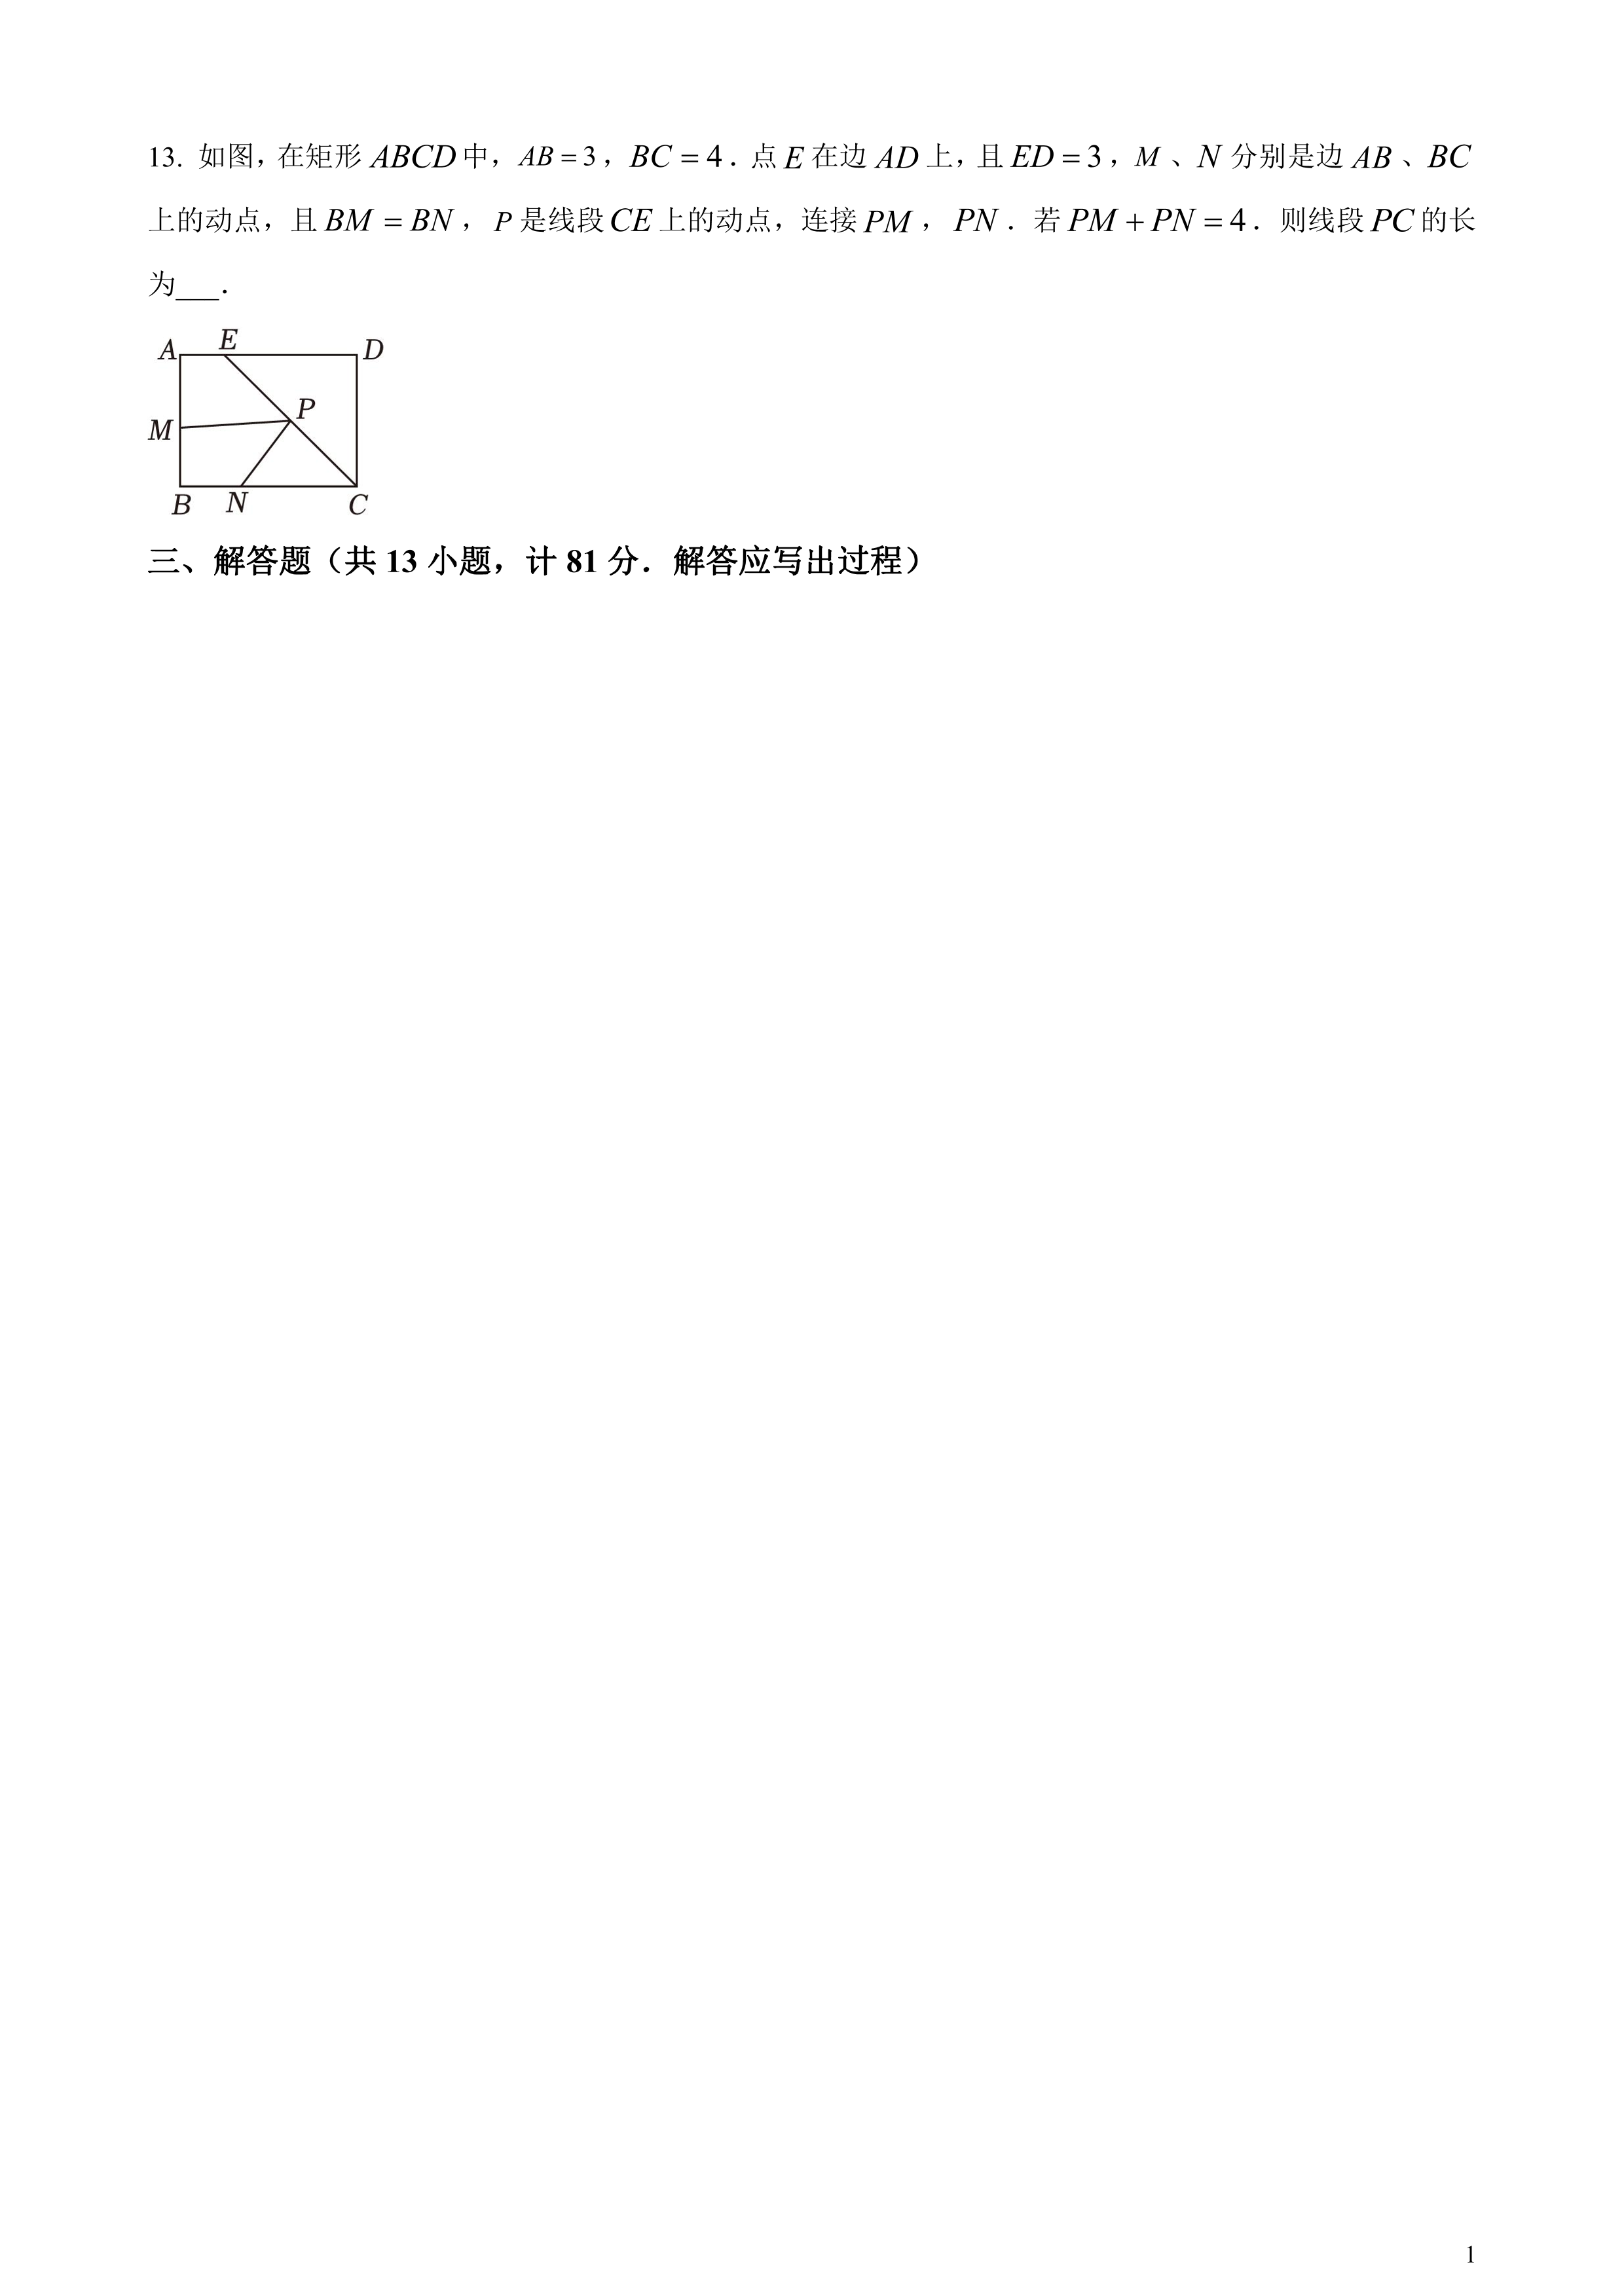 13. 如图，在矩形 ABCD 中，AB = 3，BC = 4．点 E 在边 AD 上，且 ED = 3，M 、N 分别是边 AB 、BC
上的动点，且 BM = BN，P 是线段 CE 上的动点，连接 PM，PN．若 PM + PN = 4．则线段 PC 的长
为___．
A E D
P
M
B N C
三、解答题（共 13 小题，计 81 分．解答应写出过程）
1